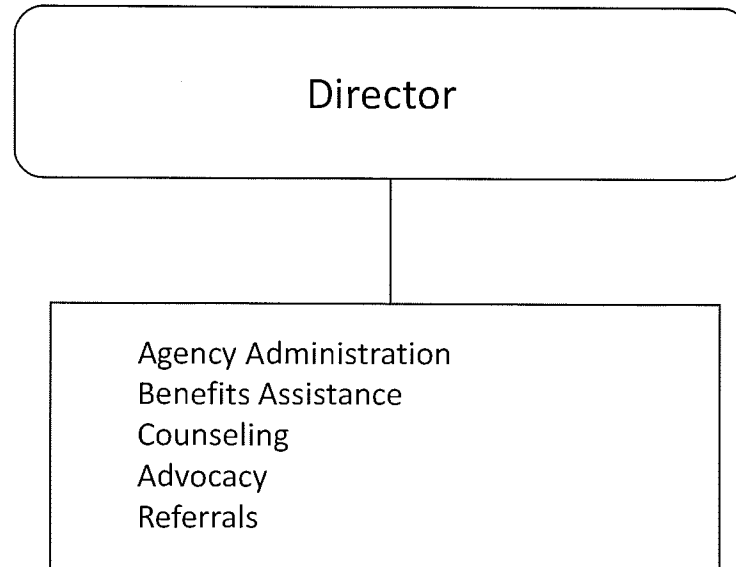 Director
Agency Administration
Benefits Assistance
Counseling
Advocacy
Referrals